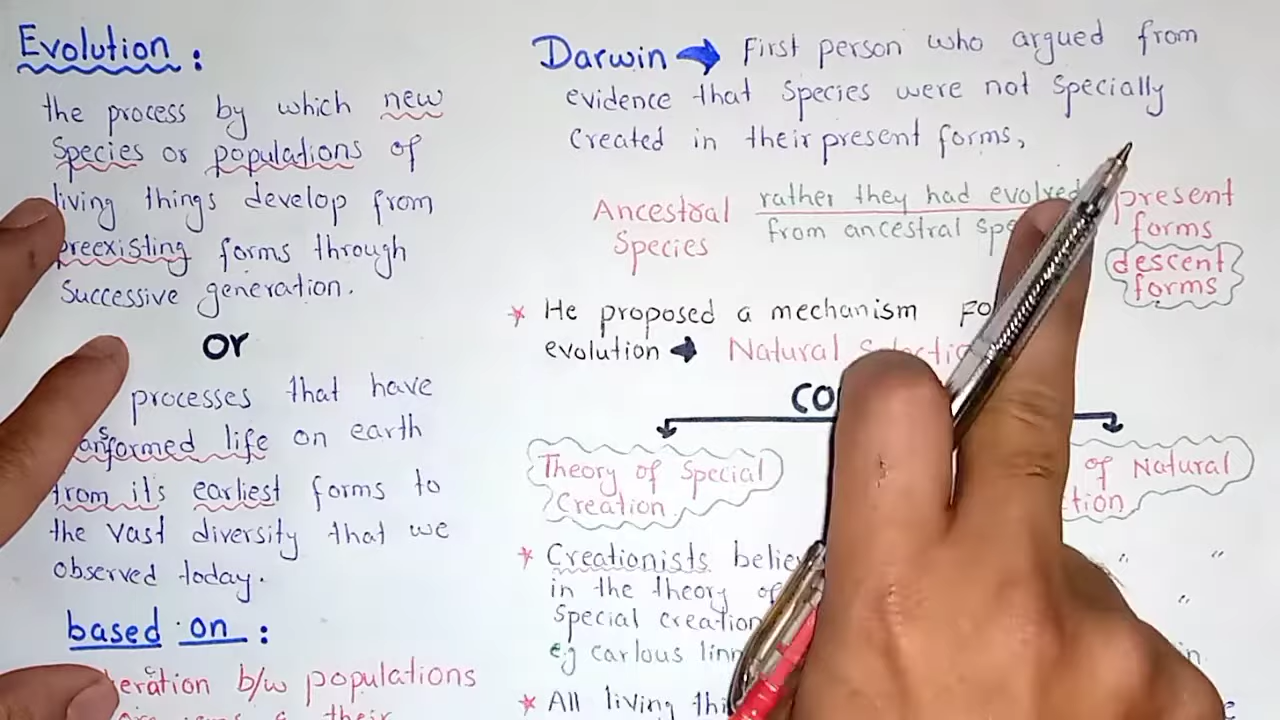 Evolution :
the process by which new
species or populations of
living things develop from
preexisting forms through
successive generation.
or
processes that have
life on earth
from its earliest forms to
the vast diversity that we
observed today.
based on :
b/w populations
their
Darwin → First person who argued from
evidence that species were not specially
created in their present forms,
Ancestral
Species
rather they had evolved
from ancestral
present
forms
descent
forms
* He proposed a mechanism
evolution → Natural
Theory of Special
Creation
of Natural
* Creationists
in the theory of
special creation
e.g carlous
* All living